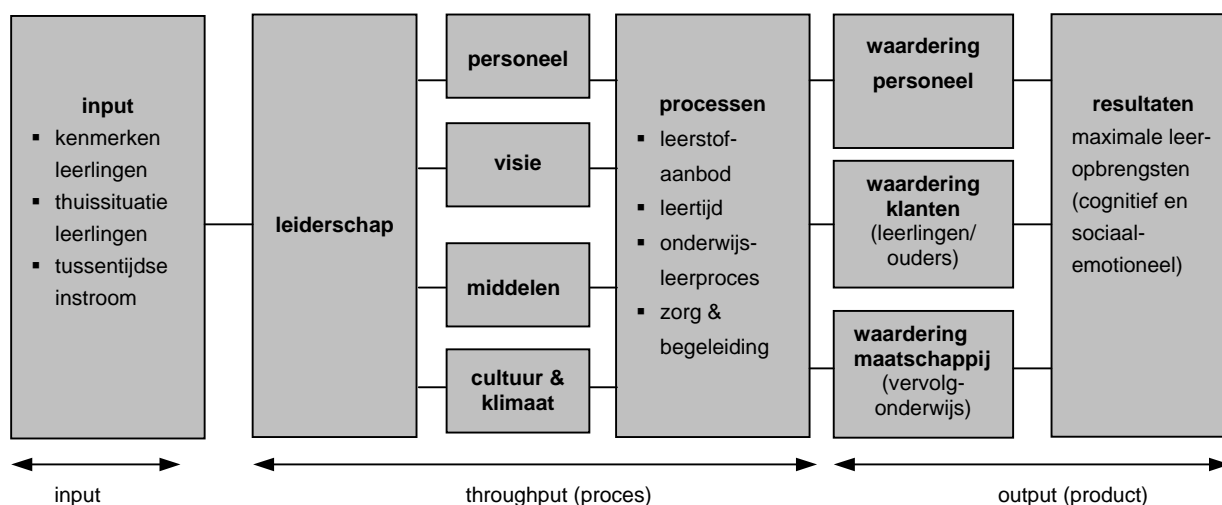 input
▪ kenmerken
leerlingen
▪ thuissituatie
leerlingen
▪ tussentijdse
instroom
leiderschap
personeel
visie
middelen
cultuur &
klimaat
processen
▪ leerstof-
aanbod
▪ leertijd
▪ onderwijs-
leerproces
▪ zorg &
begeleiding
waardering
personeel
waardering
klanten
(leerlingen/
ouders)
waardering
maatschappij
(vervolg-
onderwijs)
resultaten
maximale leer-
opbrengsten
(cognitief en
sociaal-
emotioneel)
input
throughput (proces)
output (product)